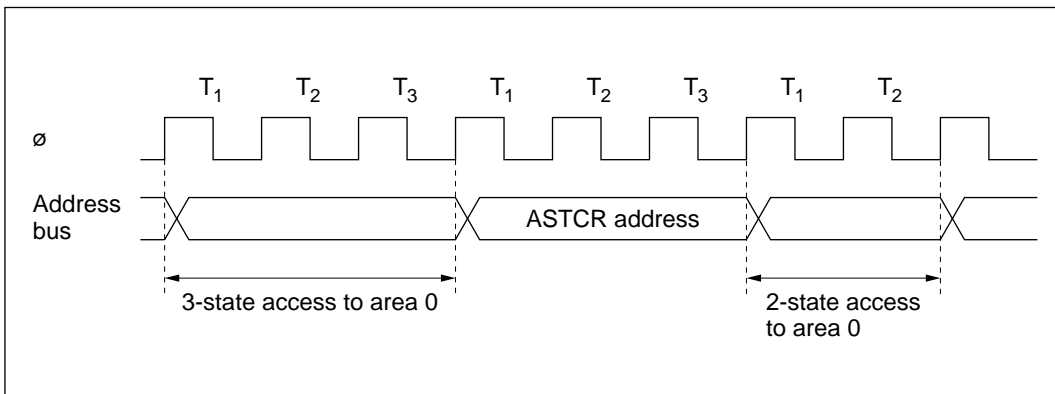 T1 T2 T3 T1 T2 T3 T1 T2
ø
Address
bus
ASTCR address
3-state access to area 0
2-state access
to area 0